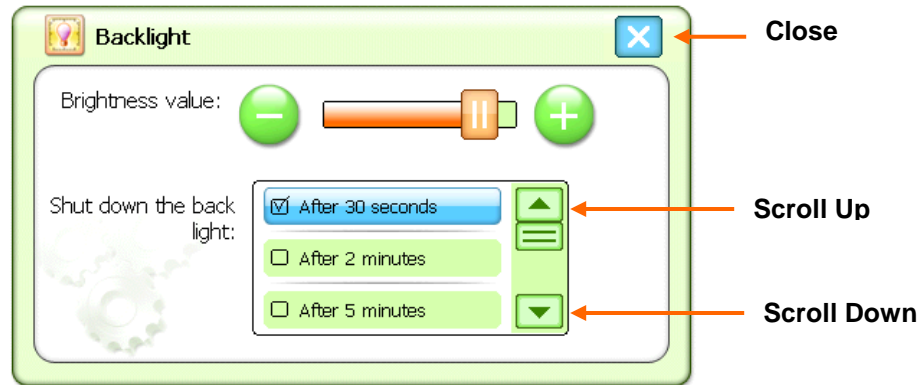 Backlight
Close
Brightness value:
Shut down the back
light:
After 30 seconds
After 2 minutes
After 5 minutes
Scroll Up
Scroll Down